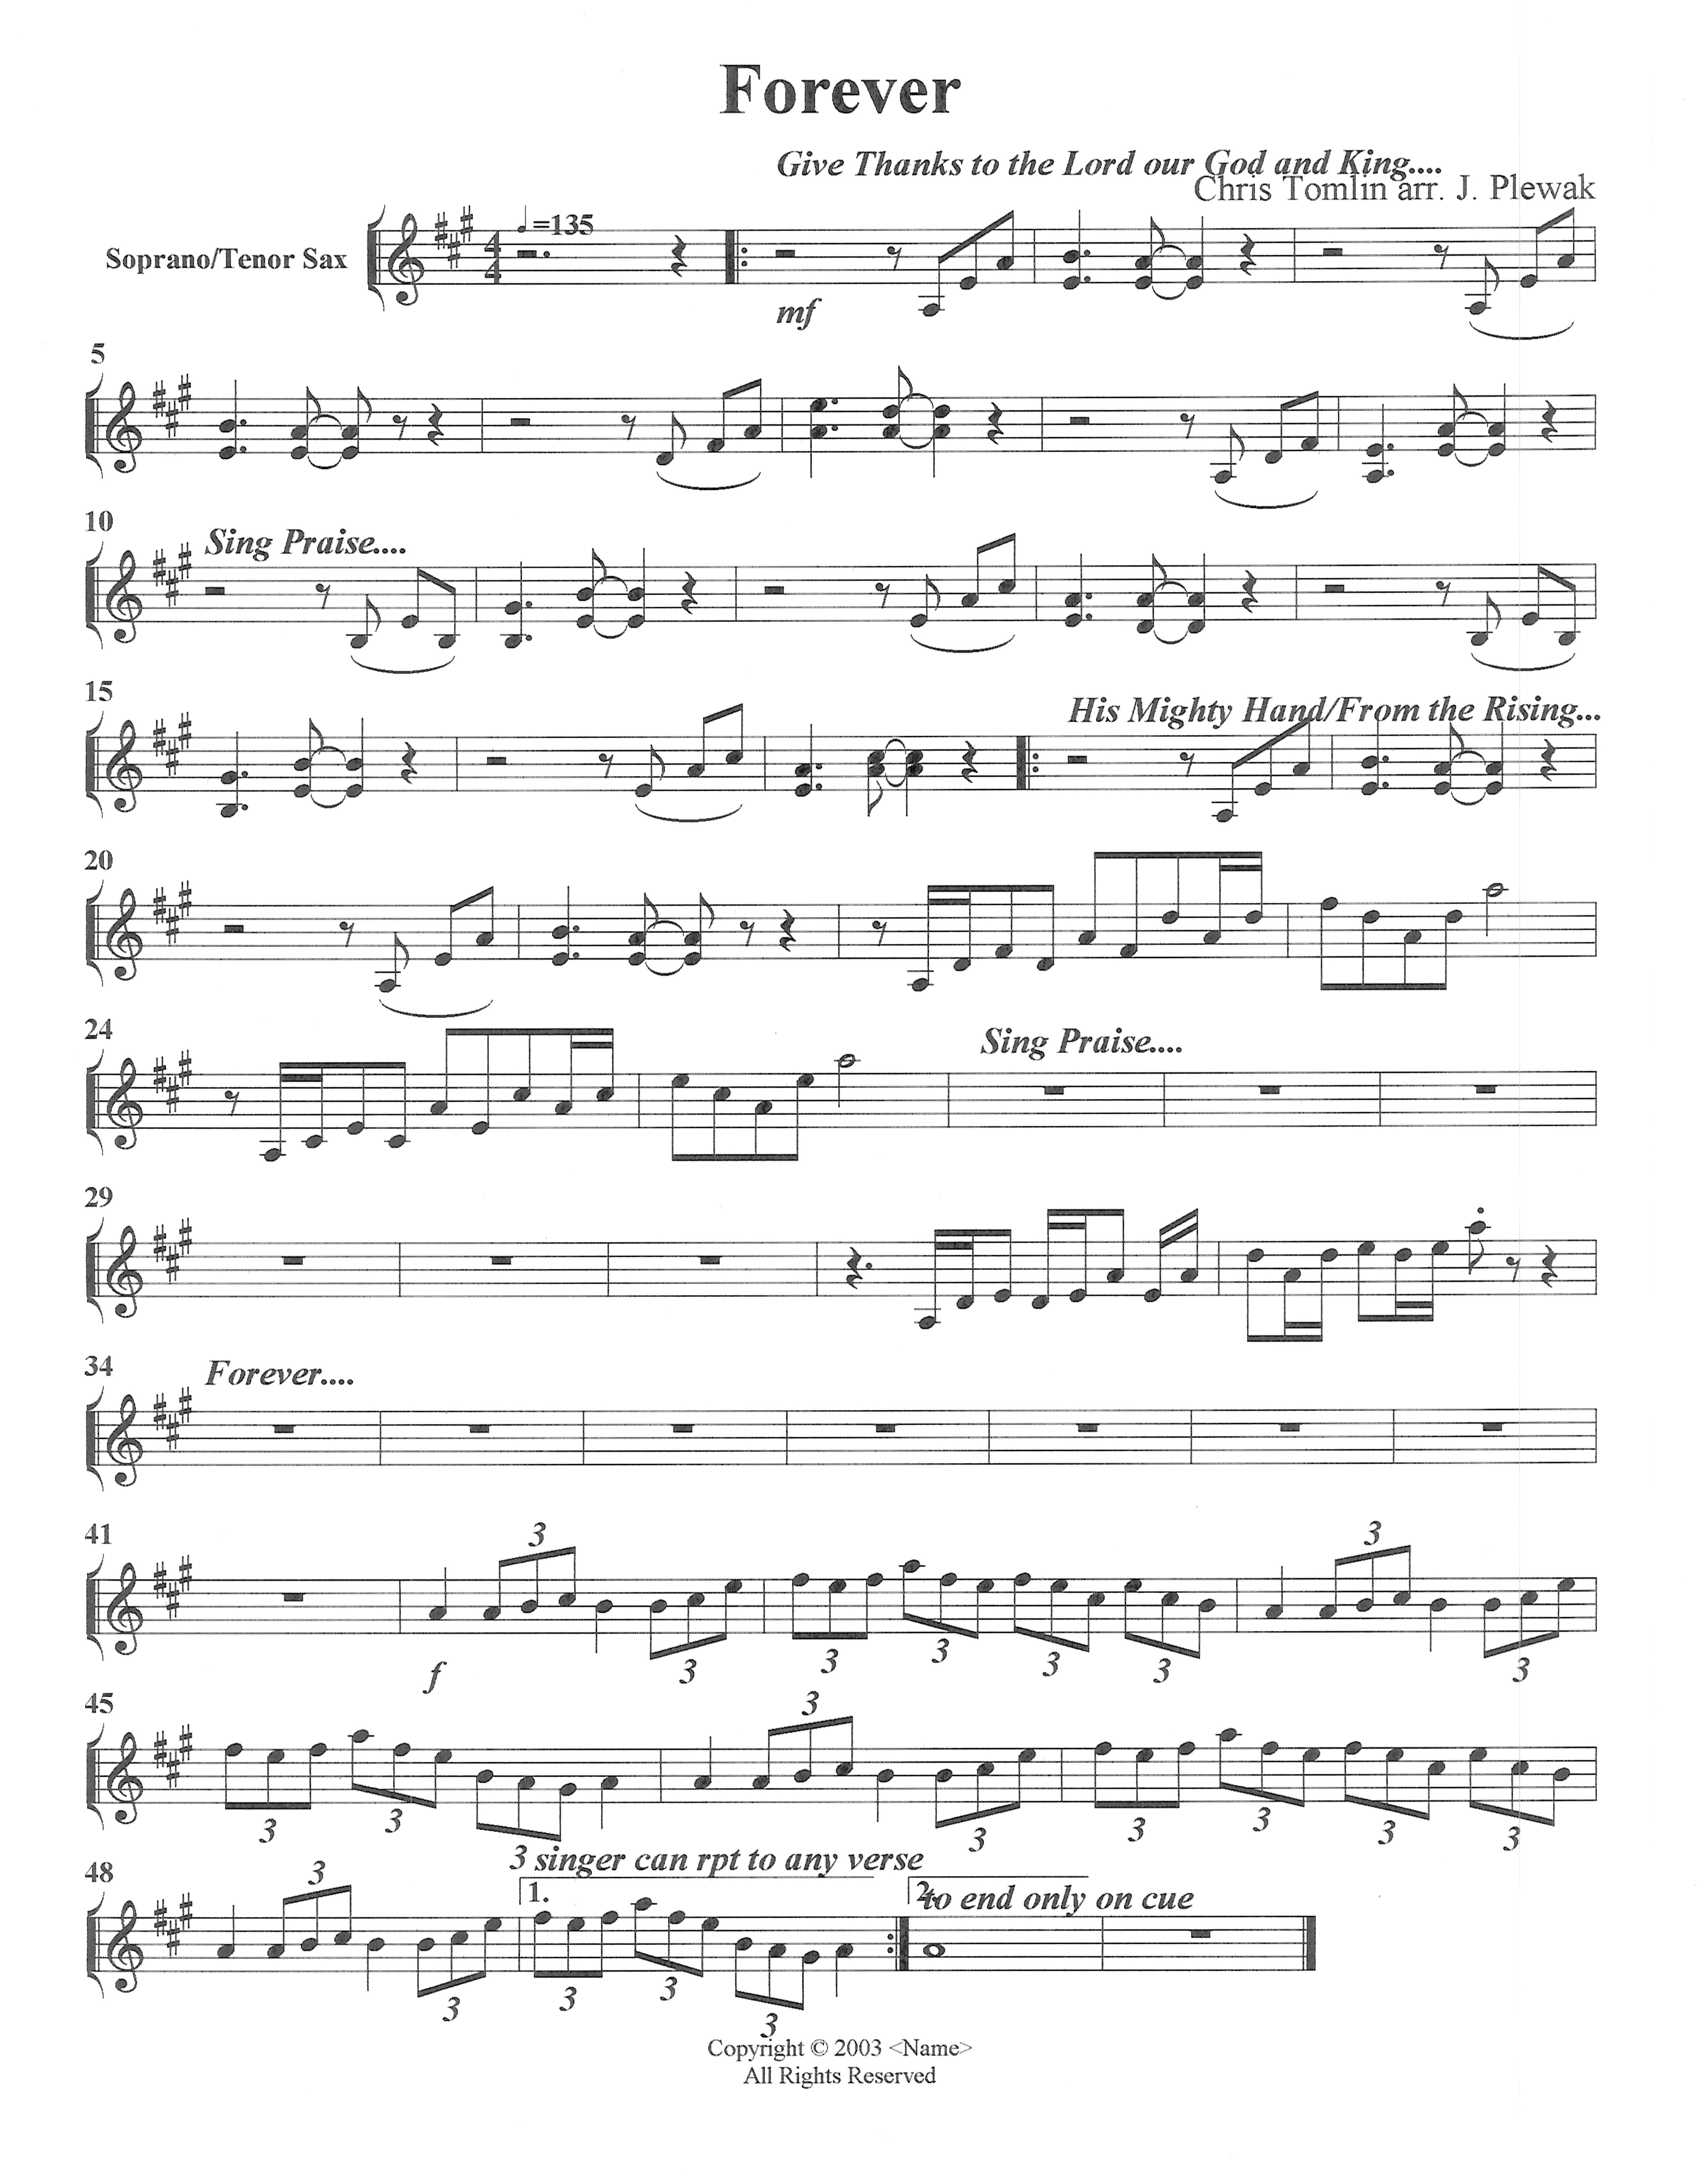 Forever
Give Thanks to the Lord our God and King....
Chris Tomlin arr. J. Plewak
=135
Soprano/Tenor Sax
4
4
mf
5
10
Sing Praise....
15
His Mighty Hand/From the Rising...
20
24
Sing Praise....
29
34
Forever....
41
3
3
f
3
3
3
3
3
3
45
3
3
3
3
3
3
3
3
3 singer can rpt to any verse
48
3
1.
2.
to end only on cue
3
3
3
3
Copyright © 2003 <Name>
All Rights Reserved